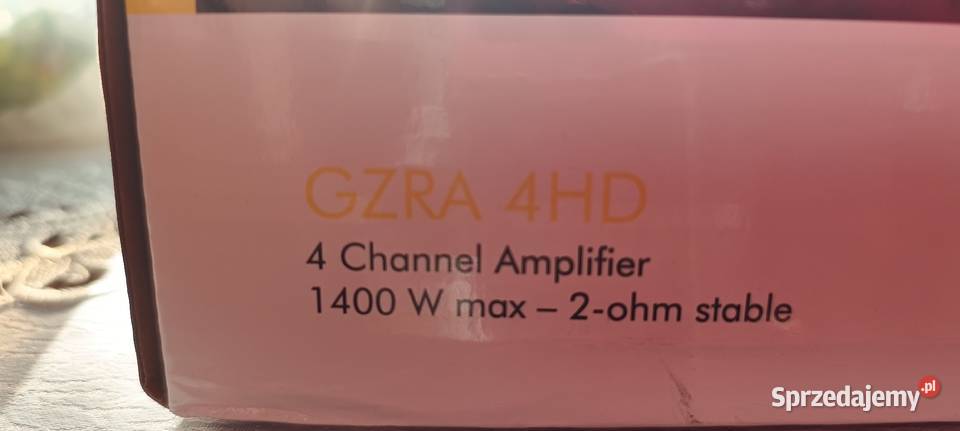 GZRA 4HD
4 Channel Amplifier
1400 W max – 2-ohm stable
Sprzedajemy.pl